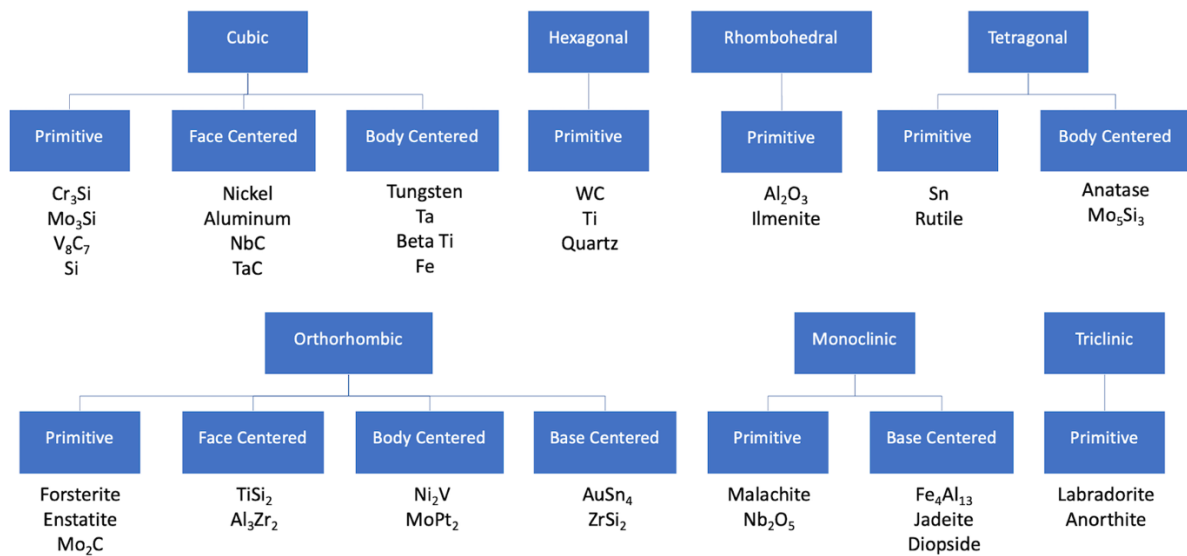 Cubic
Hexagonal
Rhombohedral
Tetragonal
Primitive
Face Centered
Body Centered
Primitive
Primitive
Primitive
Body Centered
Cr₃Si
Mo₃Si
V₈C₇
Si
Nickel
Aluminum
NbC
TaC
Tungsten
Ta
Beta Ti
Fe
WC
Ti
Quartz
Al₂O₃
Ilmenite
Sn
Rutile
Anatase
Mo₅Si₃
Orthorhombic
Monoclinic
Triclinic
Primitive
Face Centered
Body Centered
Base Centered
Primitive
Base Centered
Primitive
Forsterite
Enstatite
Mo₂C
TiSi₂
Al₃Zr₂
Ni₂V
MoPt₂
AuSn₄
ZrSi₂
Malachite
Nb₂O₅
Fe₄Al₁₃
Jadeite
Diopside
Labradorite
Anorthite